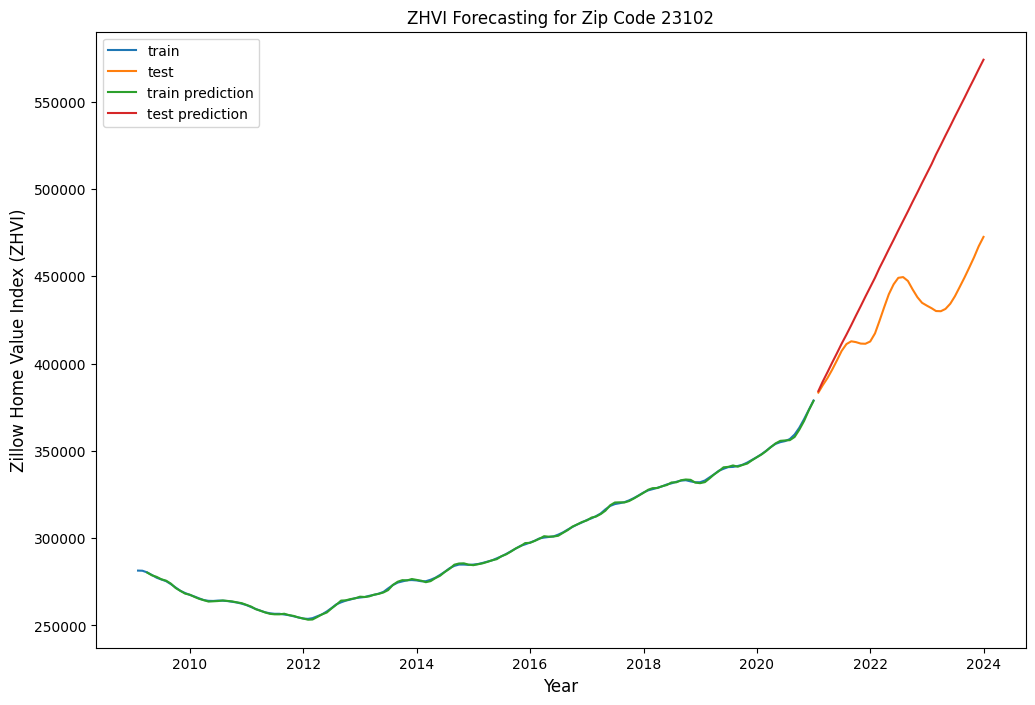 ZHVI Forecasting for Zip Code 23102
train
test
train prediction
test prediction
Zillow Home Value Index (ZHVI)
550000
500000
450000
400000
350000
300000
250000
2010 2012 2014 2016 2018 2020 2022 2024
Year